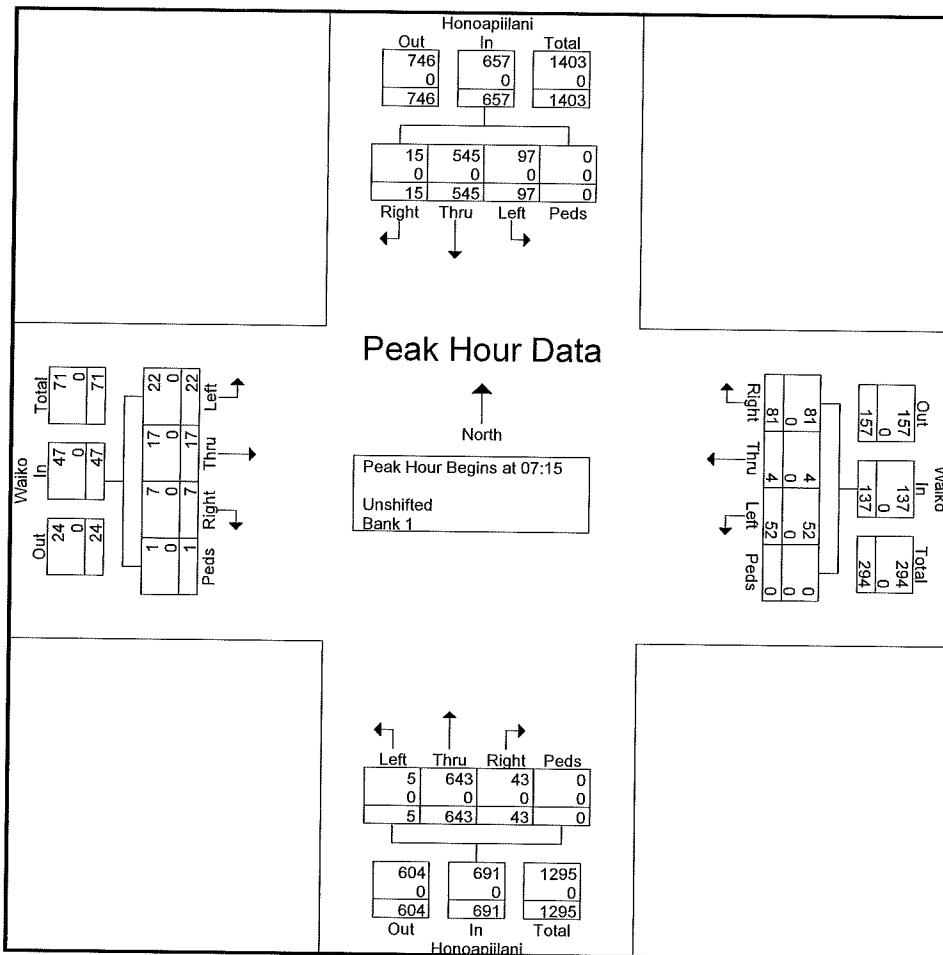 Honoapiilani
Out In Total
746 657 1403
0 0 0
746 657 1403
15 545 97 0
0 0 0 0
15 545 97 0
Right Thru Left Peds
Peak Hour Data
North
Peak Hour Begins at 07:15
Unshifted
Bank 1
Waiko
Total In Out
71 47 24
0 0 0
71 47 24
22 17 7 1
0 0 0 0
22 17 7 1
Left Thru Right Peds
Waiko
Out In Total
157 137 294
0 0 0
157 137 294
81 4 52 0
0 0 0 0
81 4 52 0
Right Thru Left Peds
Left Thru Right Peds
5 643 43 0
0 0 0 0
5 643 43 0
604 691 1295
0 0 0
604 691 1295
Out In Total
Honoapiilani